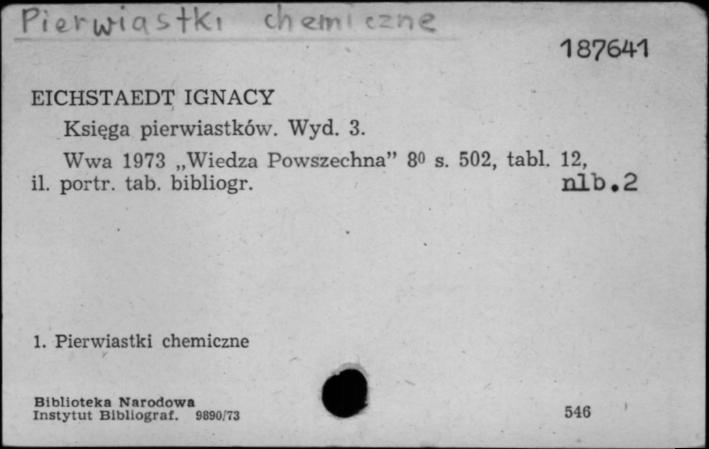 Pierwiastki chemiczne
187641
EICHSTAEDT IGNACY
Księga pierwiastków. Wyd. 3.
Wwa 1973 „Wiedza Powszechna” 8⁰ s. 502, tabl. 12,
il. portr. tab. bibliogr. nlb.2
1. Pierwiastki chemiczne
Biblioteka Narodowa
Instytut Bibliograf. 9890/73 546